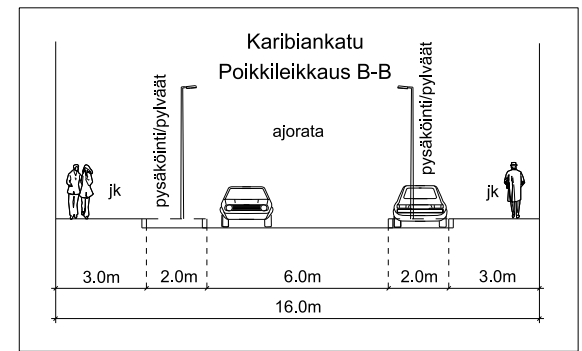 Karibiankatu
Poikkileikkaus B-B
pysäköinti/pylväät
ajorata
pysäköinti/pylväät
jk
jk
3.0m
2.0m
6.0m
2.0m
3.0m
16.0m